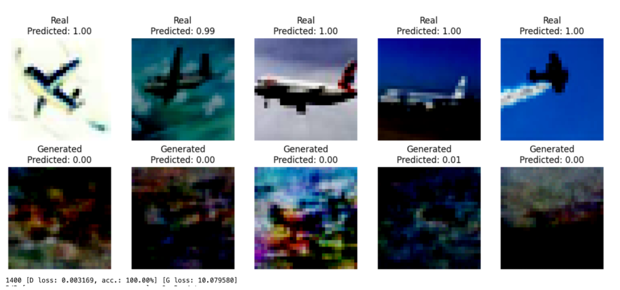 Real
Predicted: 1.00
Real
Predicted: 0.99
Real
Predicted: 1.00
Real
Predicted: 1.00
Real
Predicted: 1.00
Generated
Predicted: 0.00
Generated
Predicted: 0.00
Generated
Predicted: 0.00
Generated
Predicted: 0.01
Generated
Predicted: 0.00
1400 [D loss: 0.003169, acc.: 100.00%] [G loss: 10.079580]